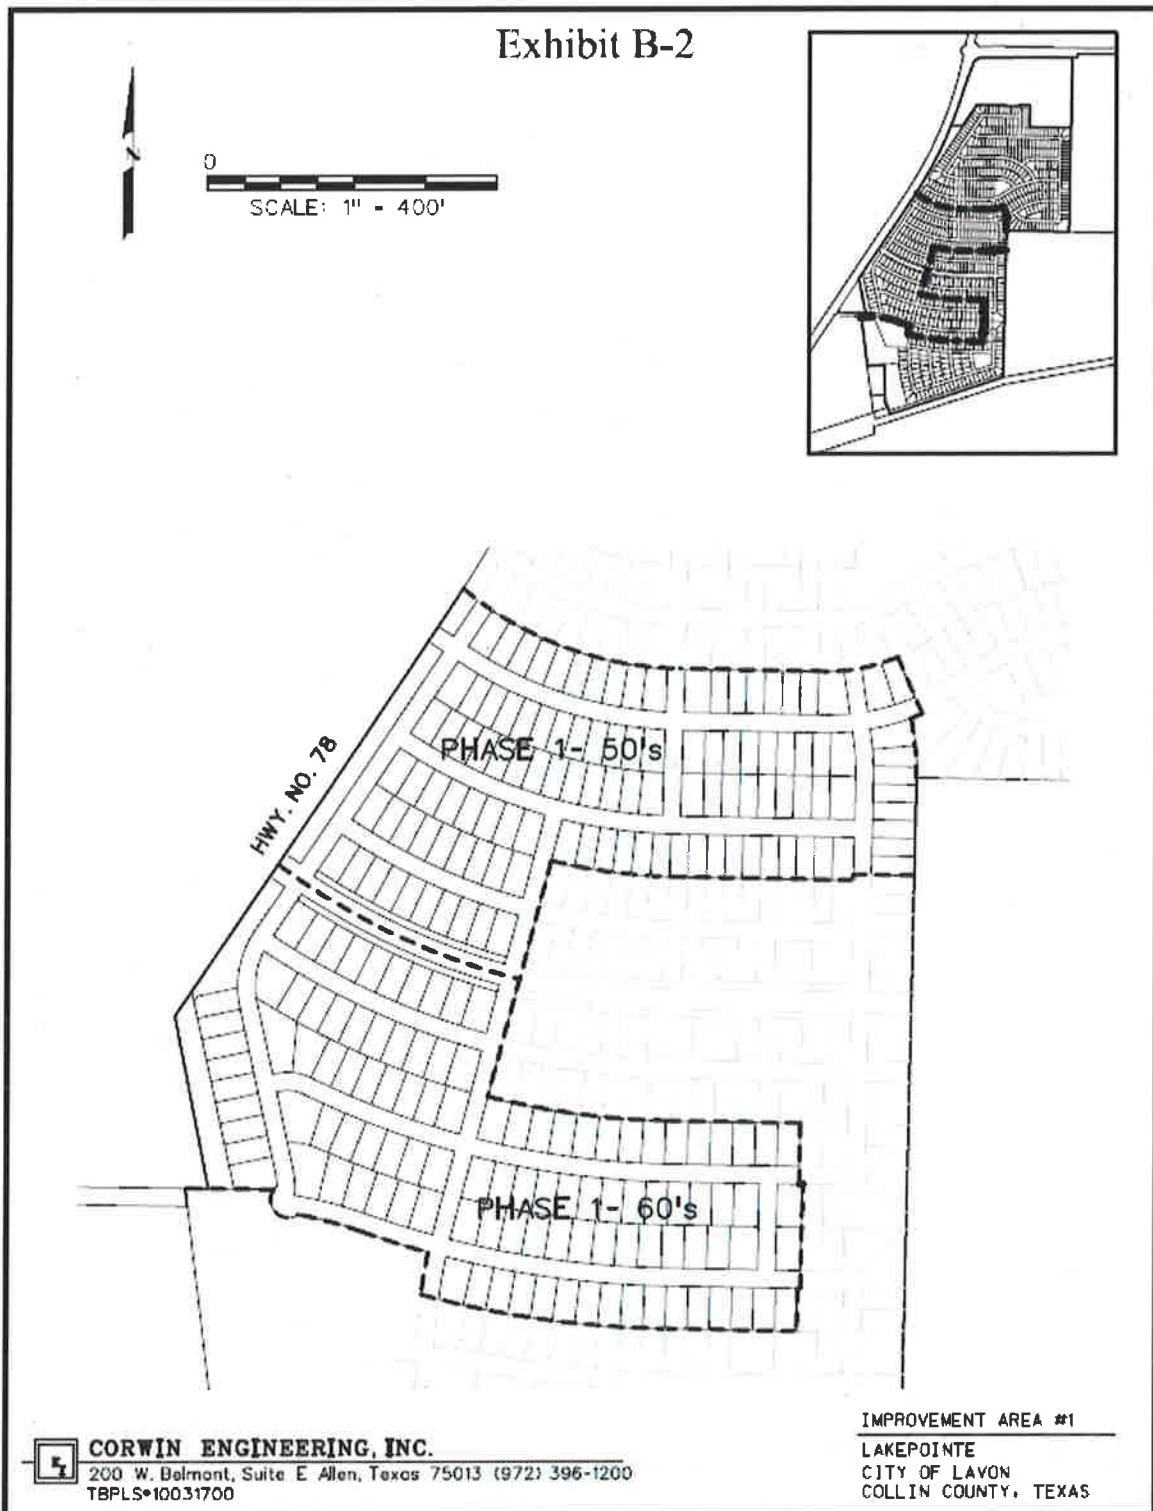 Exhibit B-2
N
0
SCALE: 1" - 400'
HWY. NO. 78
PHASE 1- 50's
PHASE 1- 60's
IMPROVEMENT AREA #1
LAKEPOINTE
CITY OF LAVON
COLLIN COUNTY, TEXAS
CORWIN ENGINEERING, INC.
200 W. Belmont, Suite E Allen, Texas 75013 (972) 396-1200
TBPLS#10031700